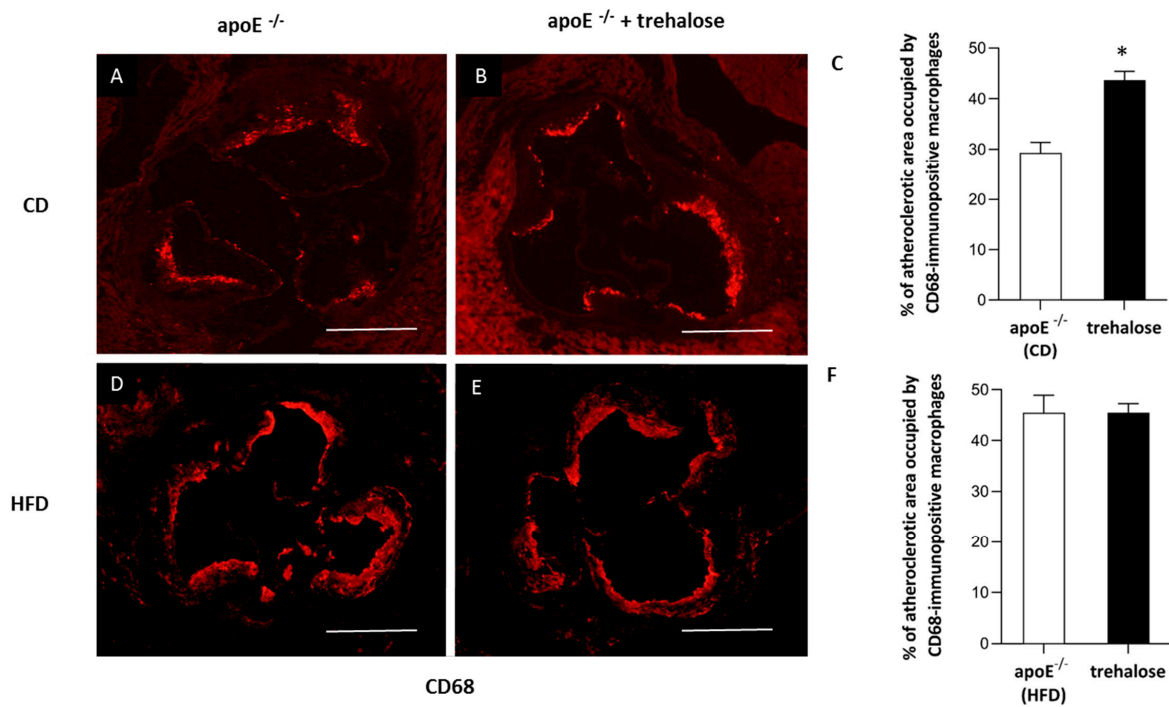 apoE -/-
apoE -/- + trehalose
CD
A
B
C
% of atheroclerotic area occupied by
CD68-immunopositive macrophages
50
40
30
20
10
0
*
apoE -/-
(CD)
trehalose
HFD
D
E
F
% of atheroclerotic area occupied by
CD68-immunopositive macrophages
50
40
30
20
10
0
apoE-/-
(HFD)
trehalose
CD68